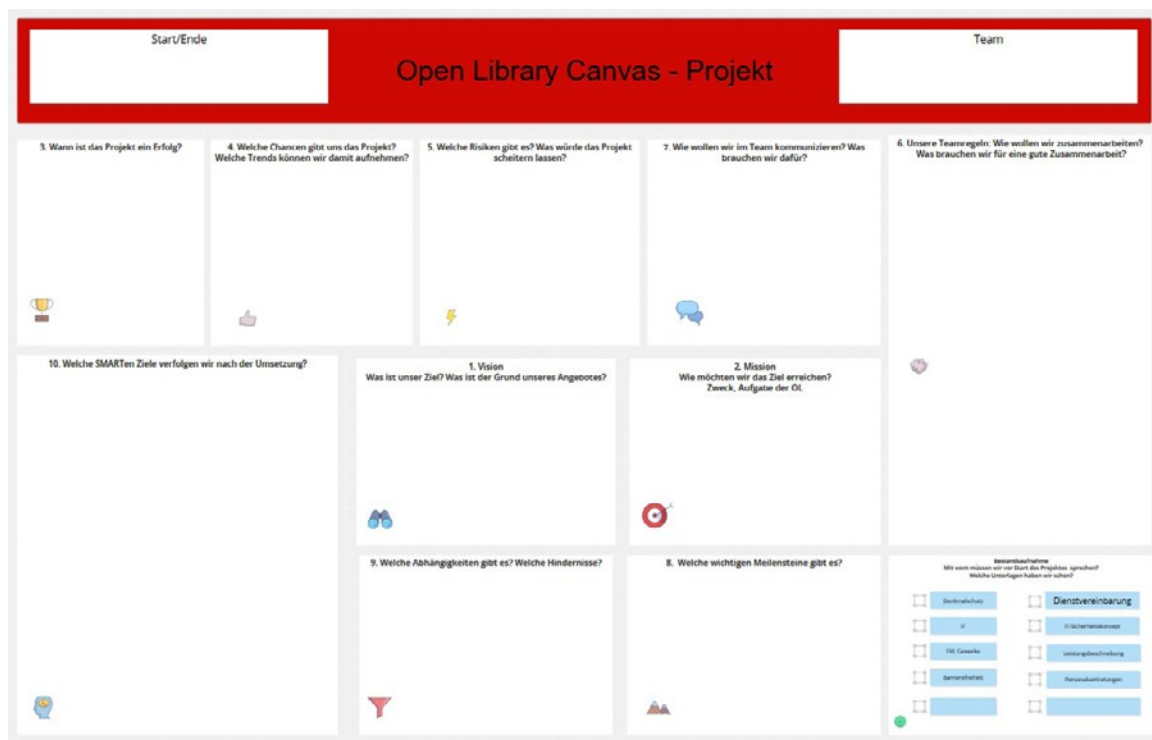 Start/Ende
Open Library Canvas - Projekt
Team
3. Wann ist das Projekt ein Erfolg?
4. Welche Chancen gibt uns das Projekt?
Welche Trends können wir damit aufnehmen?
5. Welche Risiken gibt es? Was würde das Projekt
scheitern lassen?
7. Wie wollen wir im Team kommunizieren? Was
brauchen wir dafür?
6. Unsere Teamregeln: Wie wollen wir zusammenarbeiten?
Was brauchen wir für eine gute Zusammenarbeit?
10. Welche SMARTen Ziele verfolgen wir nach der Umsetzung?
1. Vision
Was ist unser Ziel? Was ist der Grund unseres Angebotes?
2. Mission
Wie möchten wir das Ziel erreichen?
Zweck, Aufgabe der OL
9. Welche Abhängigkeiten gibt es? Welche Hindernisse?
8. Welche wichtigen Meilensteine gibt es?
Bestandsaufnahme
Mit wem müssen wir vor Start des Projektes sprechen?
Welche Unterlagen haben wir schon?
Denkmalschutz
Dienstvereinbarung
IT
IT-Sicherheitskonzept
FM, Gewerke
Leistungsbeschreibung
Barrierefreiheit
Personalvertretungen